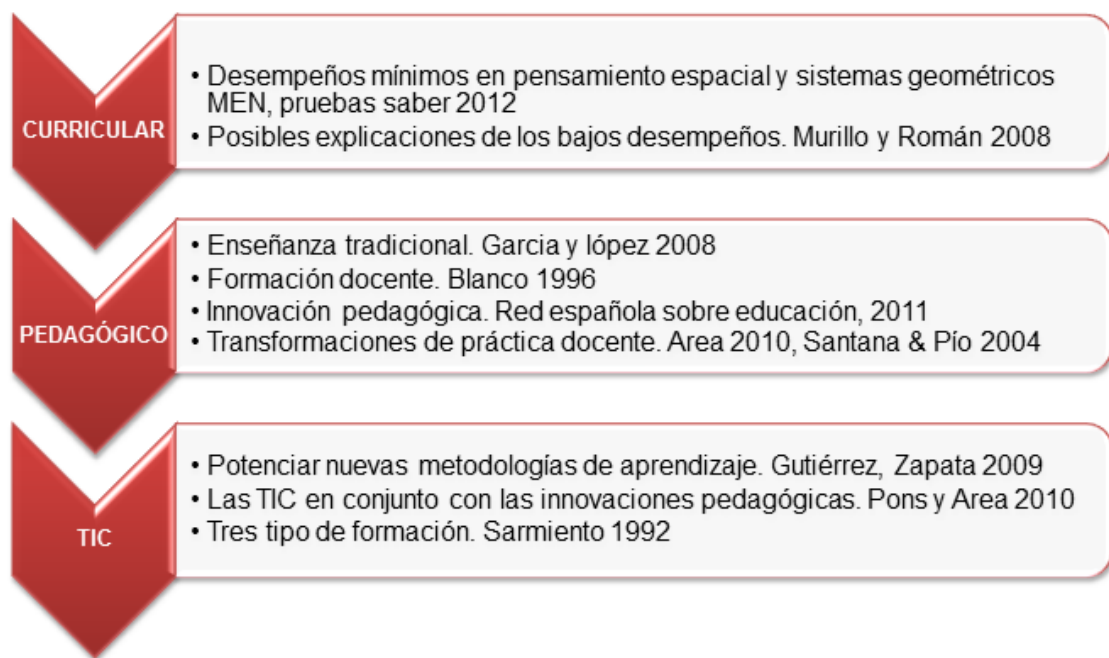 CURRICULAR
• Desempeños mínimos en pensamiento espacial y sistemas geométricos
MEN, pruebas saber 2012
• Posibles explicaciones de los bajos desempeños. Murillo y Román 2008
PEDAGÓGICO
• Enseñanza tradicional. Garcia y lópez 2008
• Formación docente. Blanco 1996
• Innovación pedagógica. Red española sobre educación, 2011
• Transformaciones de práctica docente. Area 2010, Santana & Pío 2004
TIC
• Potenciar nuevas metodologías de aprendizaje. Gutiérrez, Zapata 2009
• Las TIC en conjunto con las innovaciones pedagógicas. Pons y Area 2010
• Tres tipo de formación. Sarmiento 1992